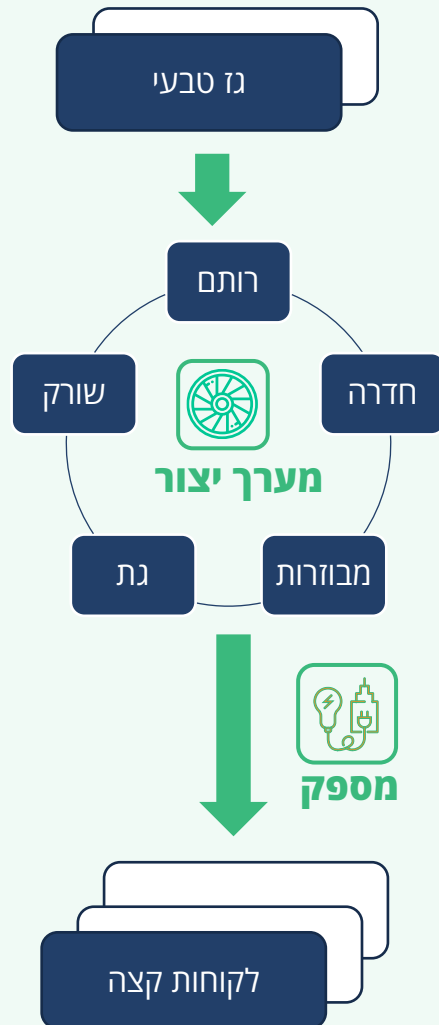 גז טבעי
רותם
חדרה
שורק
מערך יצור
מבוזרות
גת
מספק
לקוחות קצה